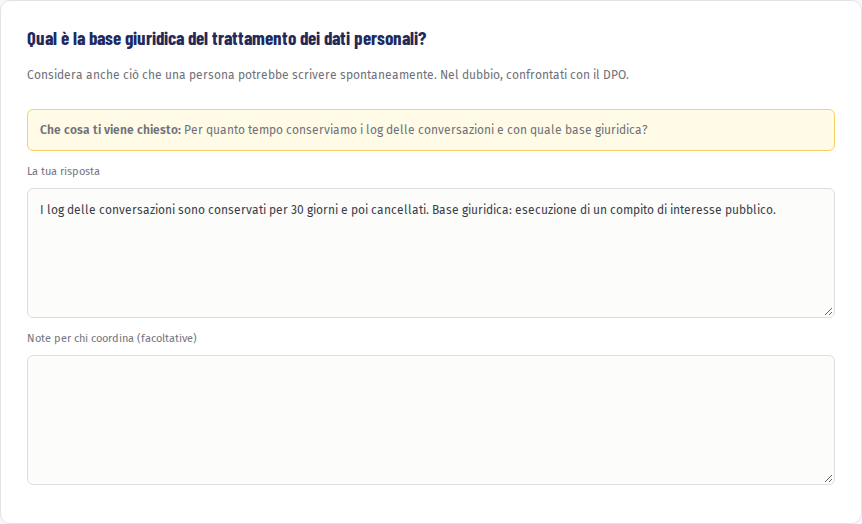 Qual è la base giuridica del trattamento dei dati personali?
Considera anche ciò che una persona potrebbe scrivere spontaneamente. Nel dubbio, confrontati con il DPO.
Che cosa ti viene chiesto: Per quanto tempo conserviamo i log delle conversazioni e con quale base giuridica?
La tua risposta
I log delle conversazioni sono conservati per 30 giorni e poi cancellati. Base giuridica: esecuzione di un compito di interesse pubblico.
Note per chi coordina (facoltative)